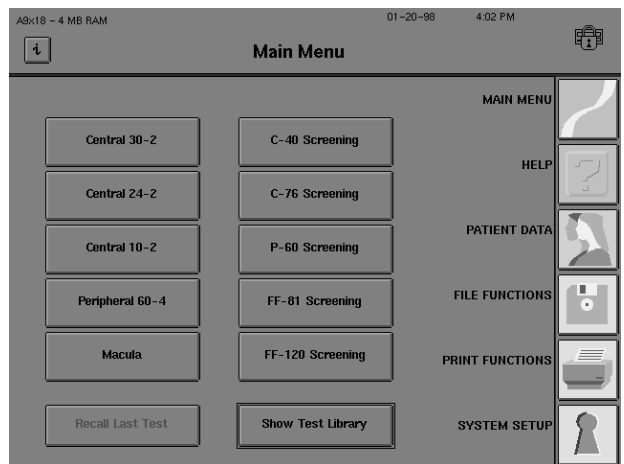 A9x18 - 4 MB RAM 01-20-98 4:02 PM
i Main Menu
MAIN MENU
Central 30-2 C-40 Screening
HELP
Central 24-2 C-76 Screening
PATIENT DATA
Central 10-2 P-60 Screening
FILE FUNCTIONS
Peripheral 60-4 FF-81 Screening
Macula FF-120 Screening
PRINT FUNCTIONS
Recall Last Test Show Test Library SYSTEM SETUP
?